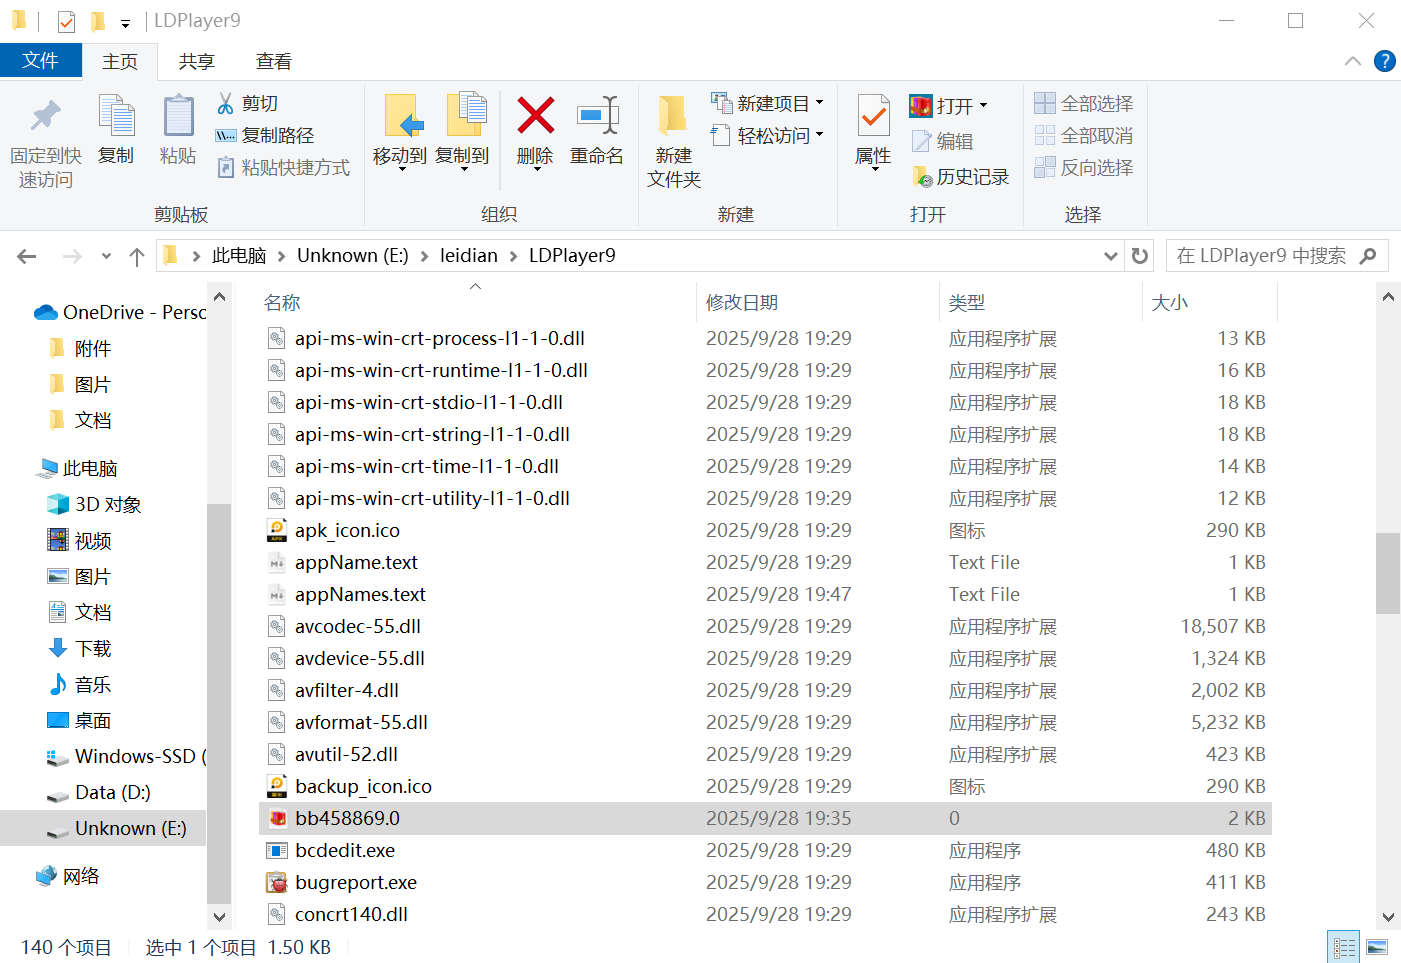 LDPlayer9
文件 主页 共享 查看
固定到快速访问
复制
粘贴
剪切
复制路径
粘贴快捷方式
剪贴板
移动到
复制到
删除
重命名
组织
新建文件夹
新建项目
轻松访问
新建
属性
打开
编辑
历史记录
打开
全部选择
全部取消
反向选择
选择
此电脑 Unknown (E:) leidian LDPlayer9
在 LDPlayer9 中搜索
OneDrive - Perso
附件
图片
文档
此电脑
3D 对象
视频
图片
文档
下载
音乐
桌面
Windows-SSD (
Data (D:)
Unknown (E:)
网络
名称 修改日期 类型 大小
api-ms-win-crt-process-l1-1-0.dll 2025/9/28 19:29 应用程序扩展 13 KB
api-ms-win-crt-runtime-l1-1-0.dll 2025/9/28 19:29 应用程序扩展 16 KB
api-ms-win-crt-stdio-l1-1-0.dll 2025/9/28 19:29 应用程序扩展 18 KB
api-ms-win-crt-string-l1-1-0.dll 2025/9/28 19:29 应用程序扩展 18 KB
api-ms-win-crt-time-l1-1-0.dll 2025/9/28 19:29 应用程序扩展 14 KB
api-ms-win-crt-utility-l1-1-0.dll 2025/9/28 19:29 应用程序扩展 12 KB
apk_icon.ico 2025/9/28 19:29 图标 290 KB
appName.text 2025/9/28 19:29 Text File 1 KB
appNames.text 2025/9/28 19:47 Text File 1 KB
avcodec-55.dll 2025/9/28 19:29 应用程序扩展 18,507 KB
avdevice-55.dll 2025/9/28 19:29 应用程序扩展 1,324 KB
avfilter-4.dll 2025/9/28 19:29 应用程序扩展 2,002 KB
avformat-55.dll 2025/9/28 19:29 应用程序扩展 5,232 KB
avutil-52.dll 2025/9/28 19:29 应用程序扩展 423 KB
backup_icon.ico 2025/9/28 19:29 图标 290 KB
bb458869.0 2025/9/28 19:35 0 2 KB
bcdedit.exe 2025/9/28 19:29 应用程序 480 KB
bugreport.exe 2025/9/28 19:29 应用程序 411 KB
concrt140.dll 2025/9/28 19:29 应用程序扩展 243 KB
140 个项目 选中 1 个项目 1.50 KB